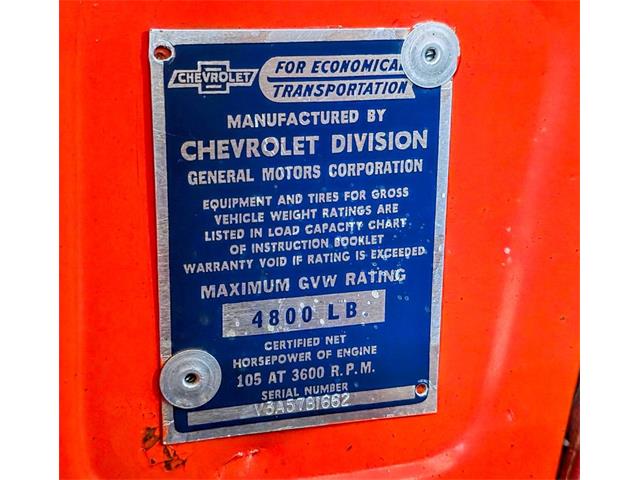 CHEVROLET
FOR ECONOMICAL
TRANSPORTATION
MANUFACTURED BY
CHEVROLET DIVISION
GENERAL MOTORS CORPORATION
EQUIPMENT AND TIRES FOR GROSS
VEHICLE WEIGHT RATINGS ARE
LISTED IN LOAD CAPACITY CHART
OF INSTRUCTION BOOKLET
WARRANTY VOID IF RATING IS EXCEEDED
MAXIMUM GVW RATING
4800 LB.
CERTIFIED NET
HORSEPOWER OF ENGINE
105 AT 3600 R.P.M.
SERIAL NUMBER
V3A57B1662